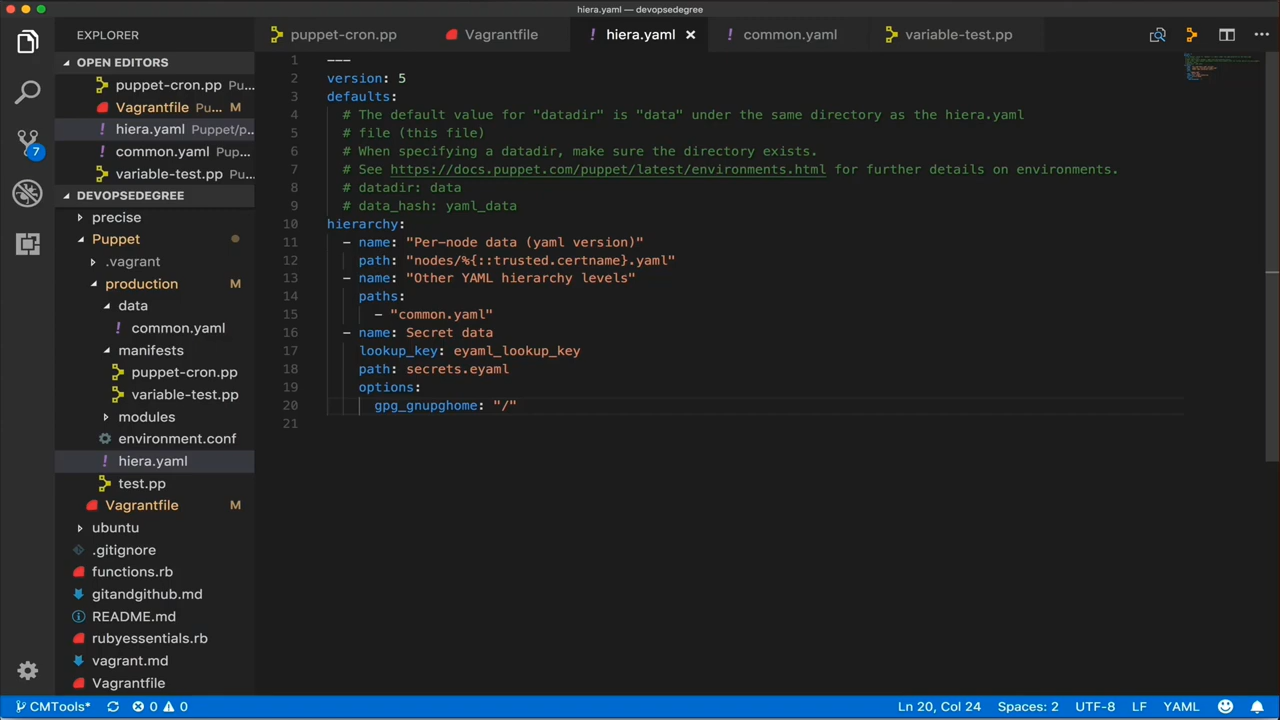 hiera.yaml — devopsedegree
EXPLORER
puppet-cron.pp
Vagrantfile
hiera.yaml
common.yaml
variable-test.pp
OPEN EDITORS
puppet-cron.pp
Vagrantfile Pu... M
hiera.yaml Puppet/p...
common.yaml Pup...
variable-test.pp
7
DEVOPSEDEGREE
precise
Puppet
.vagrant
production M
data
common.yaml
manifests
puppet-cron.pp
variable-test.pp
modules
environment.conf
hiera.yaml
test.pp
Vagrantfile M
ubuntu
.gitignore
functions.rb
gitandgithub.md
README.md
rubyessentials.rb
vagrant.md
Vagrantfile
1 ---
2 version: 5
3 defaults:
4 # The default value for "datadir" is "data" under the same directory as the hiera.yaml
5 # file (this file)
6 # When specifying a datadir, make sure the directory exists.
7 # See https://docs.puppet.com/puppet/latest/environments.html for further details on environments.
8 # datadir: data
9 # data_hash: yaml_data
10 hierarchy:
11 - name: "Per-node data (yaml version)"
12 path: "nodes/%{::trusted.certname}.yaml"
13 - name: "Other YAML hierarchy levels"
14 paths:
15 - "common.yaml"
16 - name: Secret data
17 lookup_key: eyaml_lookup_key
18 path: secrets.eyaml
19 options:
20 gpg_gnupghome: "/"
21
CMTools* 0 0
Ln 20, Col 24 Spaces: 2 UTF-8 LF YAML